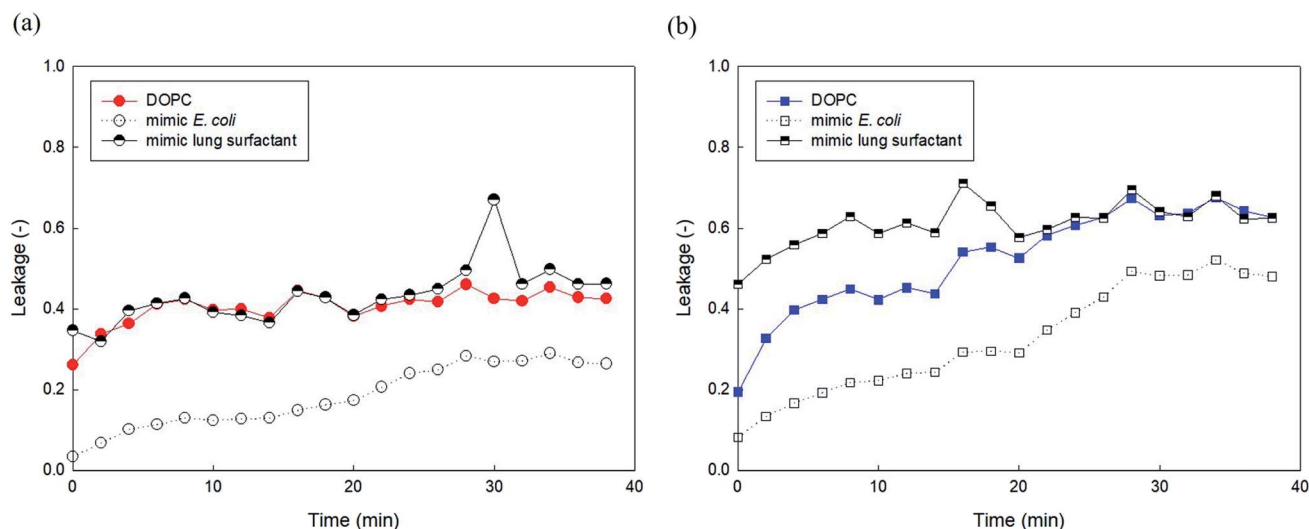 (a)
1.0
0.8
0.6
0.4
0.2
0.0
Leakage (-)
DOPC
mimic E. coli
mimic lung surfactant
0
10
20
30
40
Time (min)
(b)
1.0
0.8
0.6
0.4
0.2
0.0
Leakage (-)
DOPC
mimic E. coli
mimic lung surfactant
0
10
20
30
40
Time (min)